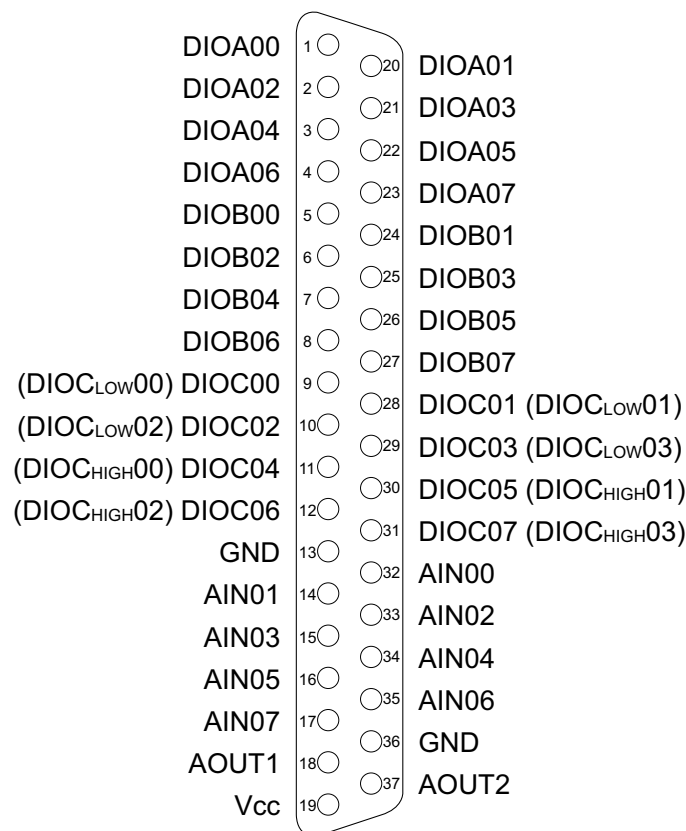 DIOA00 1
20 DIOA01
DIOA02 2
21 DIOA03
DIOA04 3
22 DIOA05
DIOA06 4
23 DIOA07
DIOB00 5
24 DIOB01
DIOB02 6
25 DIOB03
DIOB04 7
26 DIOB05
DIOB06 8
27 DIOB07
(DIOCLOW00) DIOC00 9
28 DIOC01 (DIOCLOW01)
(DIOCLOW02) DIOC02 10
29 DIOC03 (DIOCLOW03)
(DIOCHIGH00) DIOC04 11
30 DIOC05 (DIOCHIGH01)
(DIOCHIGH02) DIOC06 12
31 DIOC07 (DIOCHIGH03)
GND 13
32 AIN00
AIN01 14
33 AIN02
AIN03 15
34 AIN04
AIN05 16
35 AIN06
AIN07 17
36 GND
AOUT1 18
37 AOUT2
Vcc 19